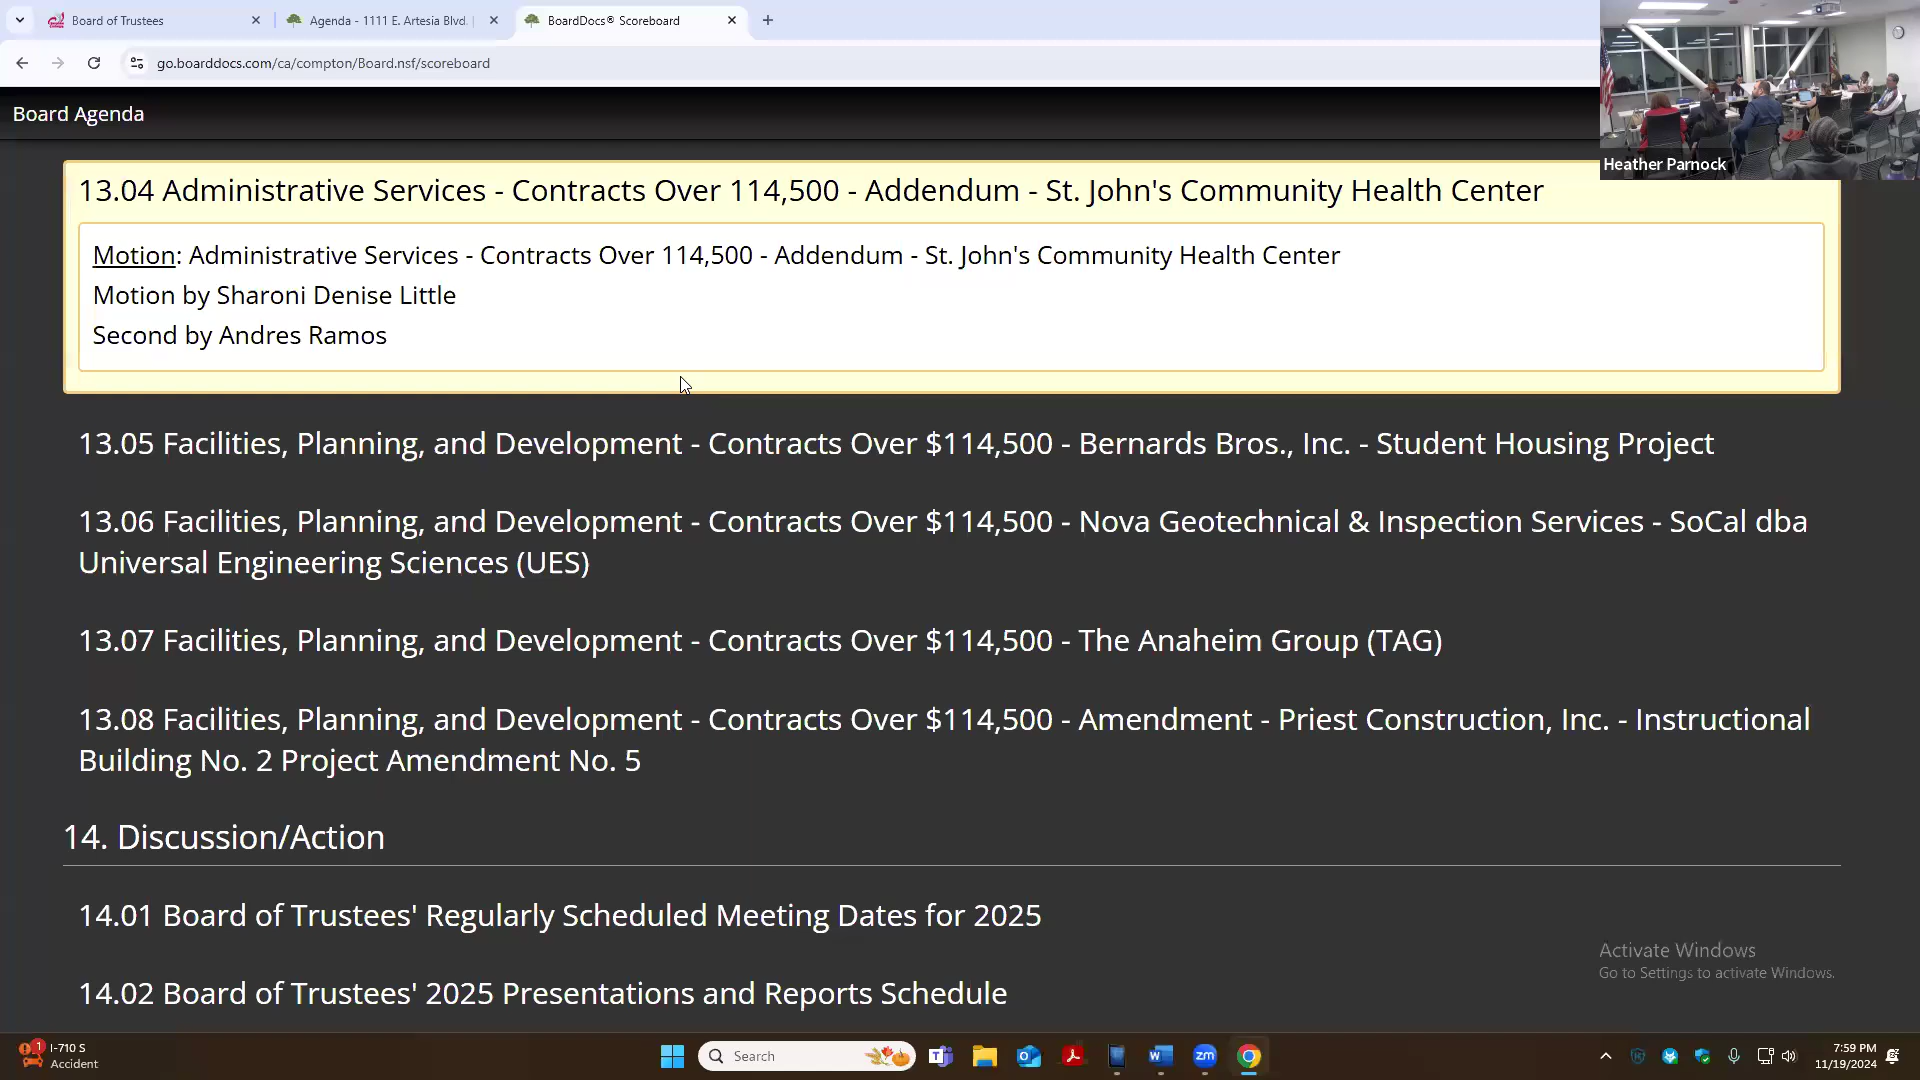 Board of Trustees
Agenda - 1111 E. Artesia Blvd.
BoardDocs® Scoreboard
go.boarddocs.com/ca/compton/Board.nsf/scoreboard
Board Agenda
Heather Parnock
13.04 Administrative Services - Contracts Over 114,500 - Addendum - St. John's Community Health Center
Motion: Administrative Services - Contracts Over 114,500 - Addendum - St. John's Community Health Center
Motion by Sharoni Denise Little
Second by Andres Ramos
13.05 Facilities, Planning, and Development - Contracts Over $114,500 - Bernards Bros., Inc. - Student Housing Project
13.06 Facilities, Planning, and Development - Contracts Over $114,500 - Nova Geotechnical & Inspection Services - SoCal dba
Universal Engineering Sciences (UES)
13.07 Facilities, Planning, and Development - Contracts Over $114,500 - The Anaheim Group (TAG)
13.08 Facilities, Planning, and Development - Contracts Over $114,500 - Amendment - Priest Construction, Inc. - Instructional
Building No. 2 Project Amendment No. 5
14. Discussion/Action
14.01 Board of Trustees' Regularly Scheduled Meeting Dates for 2025
14.02 Board of Trustees' 2025 Presentations and Reports Schedule
Activate Windows
Go to Settings to activate Windows.
1
I-710 S
Accident
Search
zm
7:59 PM
11/19/2024